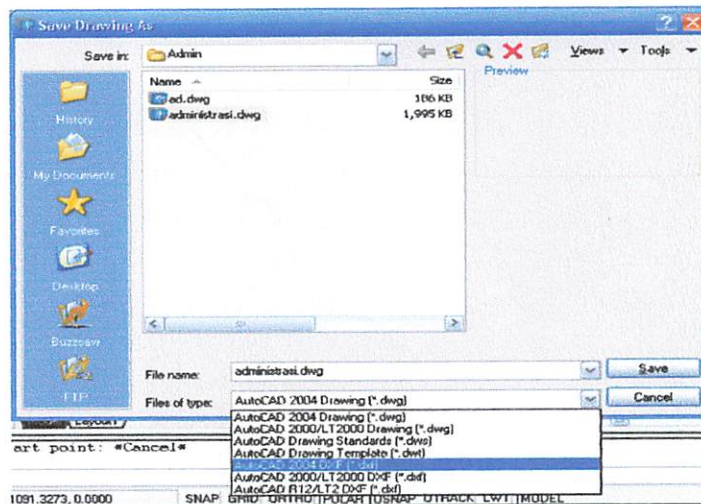 Save Drawing As
Save in: Admin Views Tools
Name Size Preview
ad.dwg 186 KB
administrasi.dwg 1,995 KB
History
My Documents
Favorites
Desktop
Buzzsaw
FTP
File name: administrasi.dwg Save
Files of type: AutoCAD 2004 Drawing (*.dwg) Cancel
AutoCAD 2004 Drawing (*.dwg)
AutoCAD 2000/LT2000 Drawing (*.dwg)
AutoCAD Drawing Standards (*.dws)
AutoCAD Drawing Template (*.dwt)
AutoCAD 2004 DXF (*.dxf)
AutoCAD 2000/LT2000 DXF (*.dxf)
AutoCAD R12/LT2 DXF (*.dxf)
Layout1
art point: *Cancel*
1091.3273, 0.0000 SNAP GRID ORTHO POLAR OSNAP OTRACK LWT MODEL